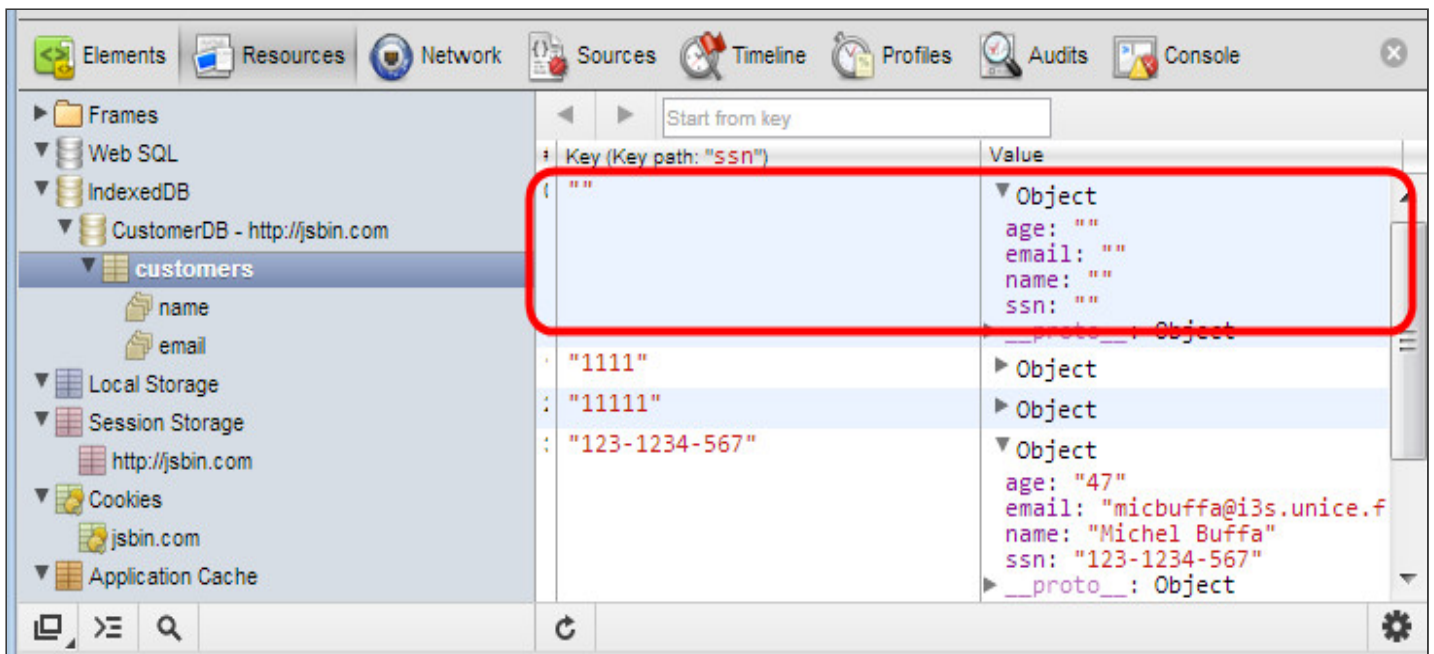 Elements Resources Network Sources Timeline Profiles Audits Console
Frames
Web SQL
IndexedDB
CustomerDB - http://jsbin.com
customers
name
email
Local Storage
Session Storage
http://jsbin.com
Cookies
jsbin.com
Application Cache
Start from key
Key (Key path: "ssn") Value
"" Object
age: ""
email: ""
name: ""
ssn: ""
__proto__: Object
"1111" Object
"11111" Object
"123-1234-567" Object
age: "47"
email: "micbuffa@i3s.unice.f
name: "Michel Buffa"
ssn: "123-1234-567"
__proto__: Object